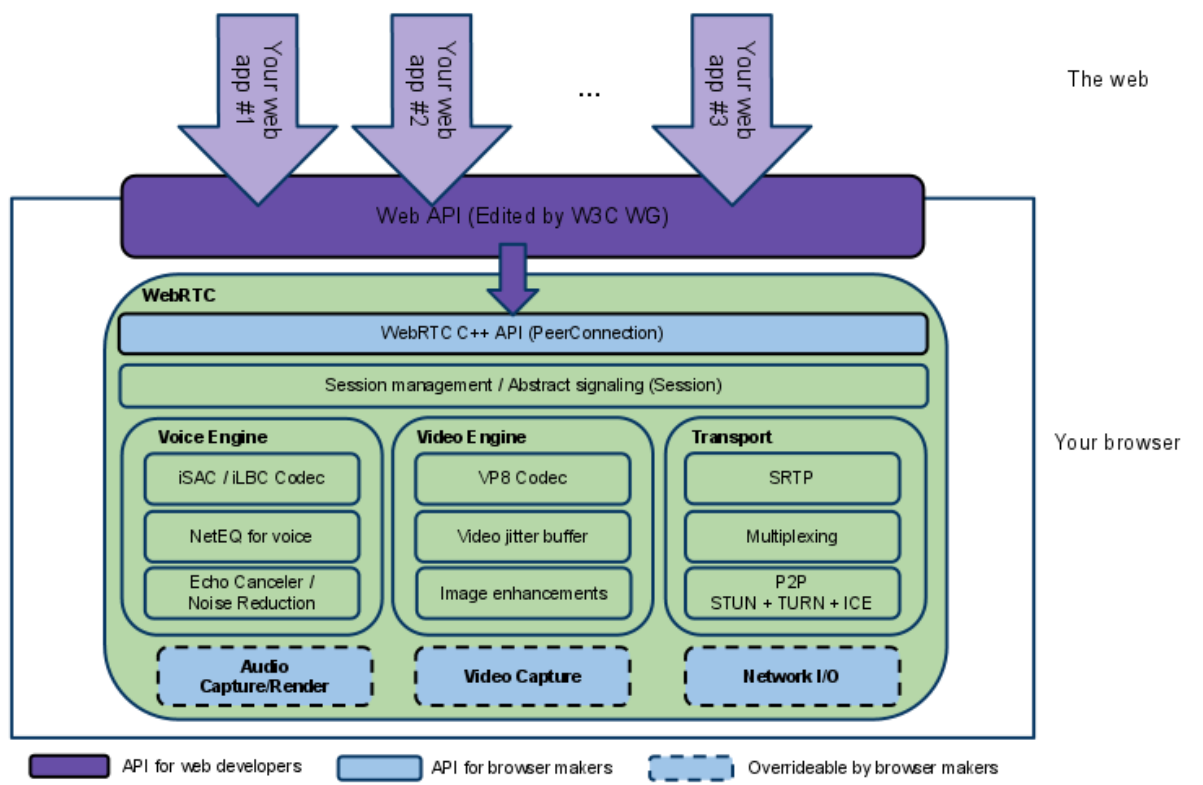 Your web
app #1
Your web
app #2
...
Your web
app #3
The web
Web API (Edited by W3C WG)
WebRTC
WebRTC C++ API (PeerConnection)
Session management / Abstract signaling (Session)
Your browser
Voice Engine
iSAC / iLBC Codec
NetEQ for voice
Echo Canceler /
Noise Reduction
Video Engine
VP8 Codec
Video jitter buffer
Image enhancements
Transport
SRTP
Multiplexing
P2P
STUN + TURN + ICE
Audio
Capture/Render
Video Capture
Network I/O
API for web developers
API for browser makers
Overrideable by browser makers